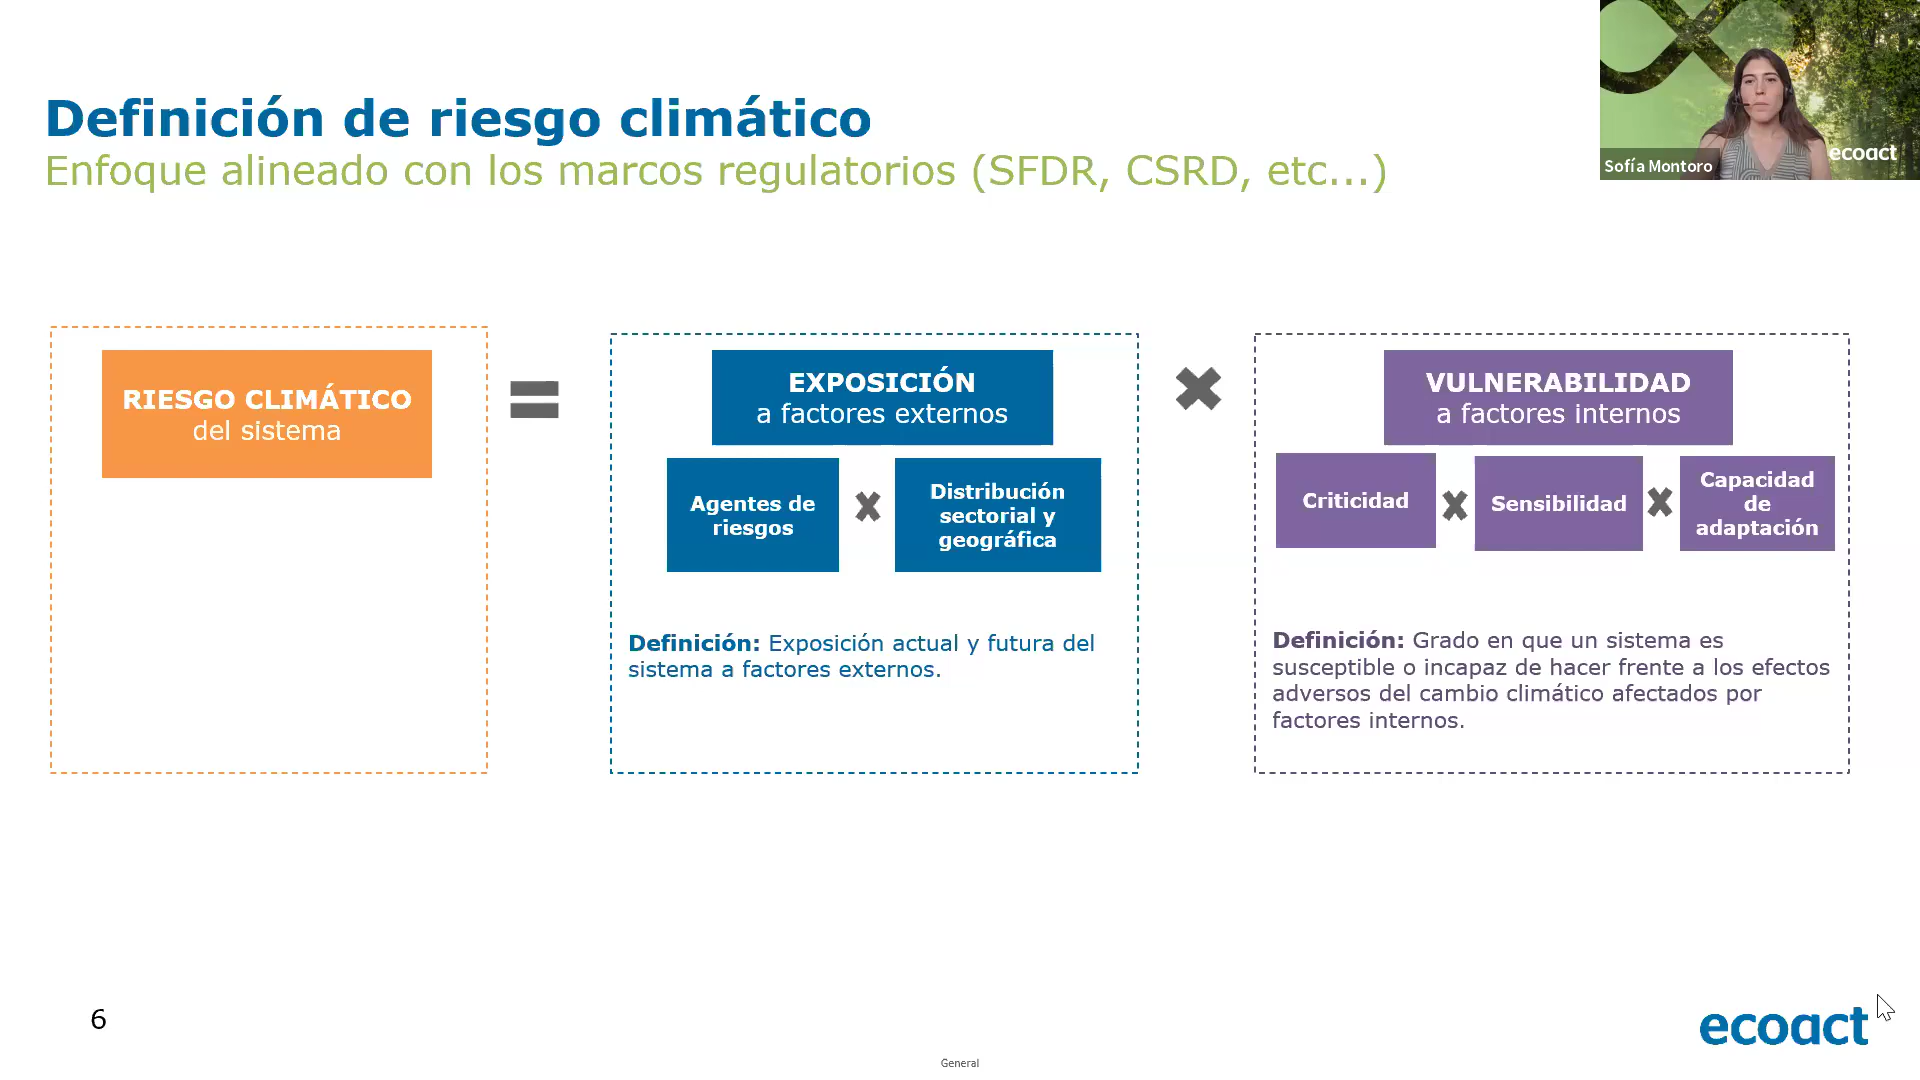 Definición de riesgo climático
Enfoque alineado con los marcos regulatorios (SFDR, CSRD, etc...)
ecoact
Sofía Montoro
RIESGO CLIMÁTICO
del sistema
=
EXPOSICIÓN
a factores externos
Agentes de
riesgos
Distribución
sectorial y
geográfica
Definición: Exposición actual y futura del
sistema a factores externos.
VULNERABILIDAD
a factores internos
Criticidad
Sensibilidad
Capacidad
de
adaptación
Definición: Grado en que un sistema es
susceptible o incapaz de hacer frente a los efectos
adversos del cambio climático afectados por
factores internos.
6
ecoact
General